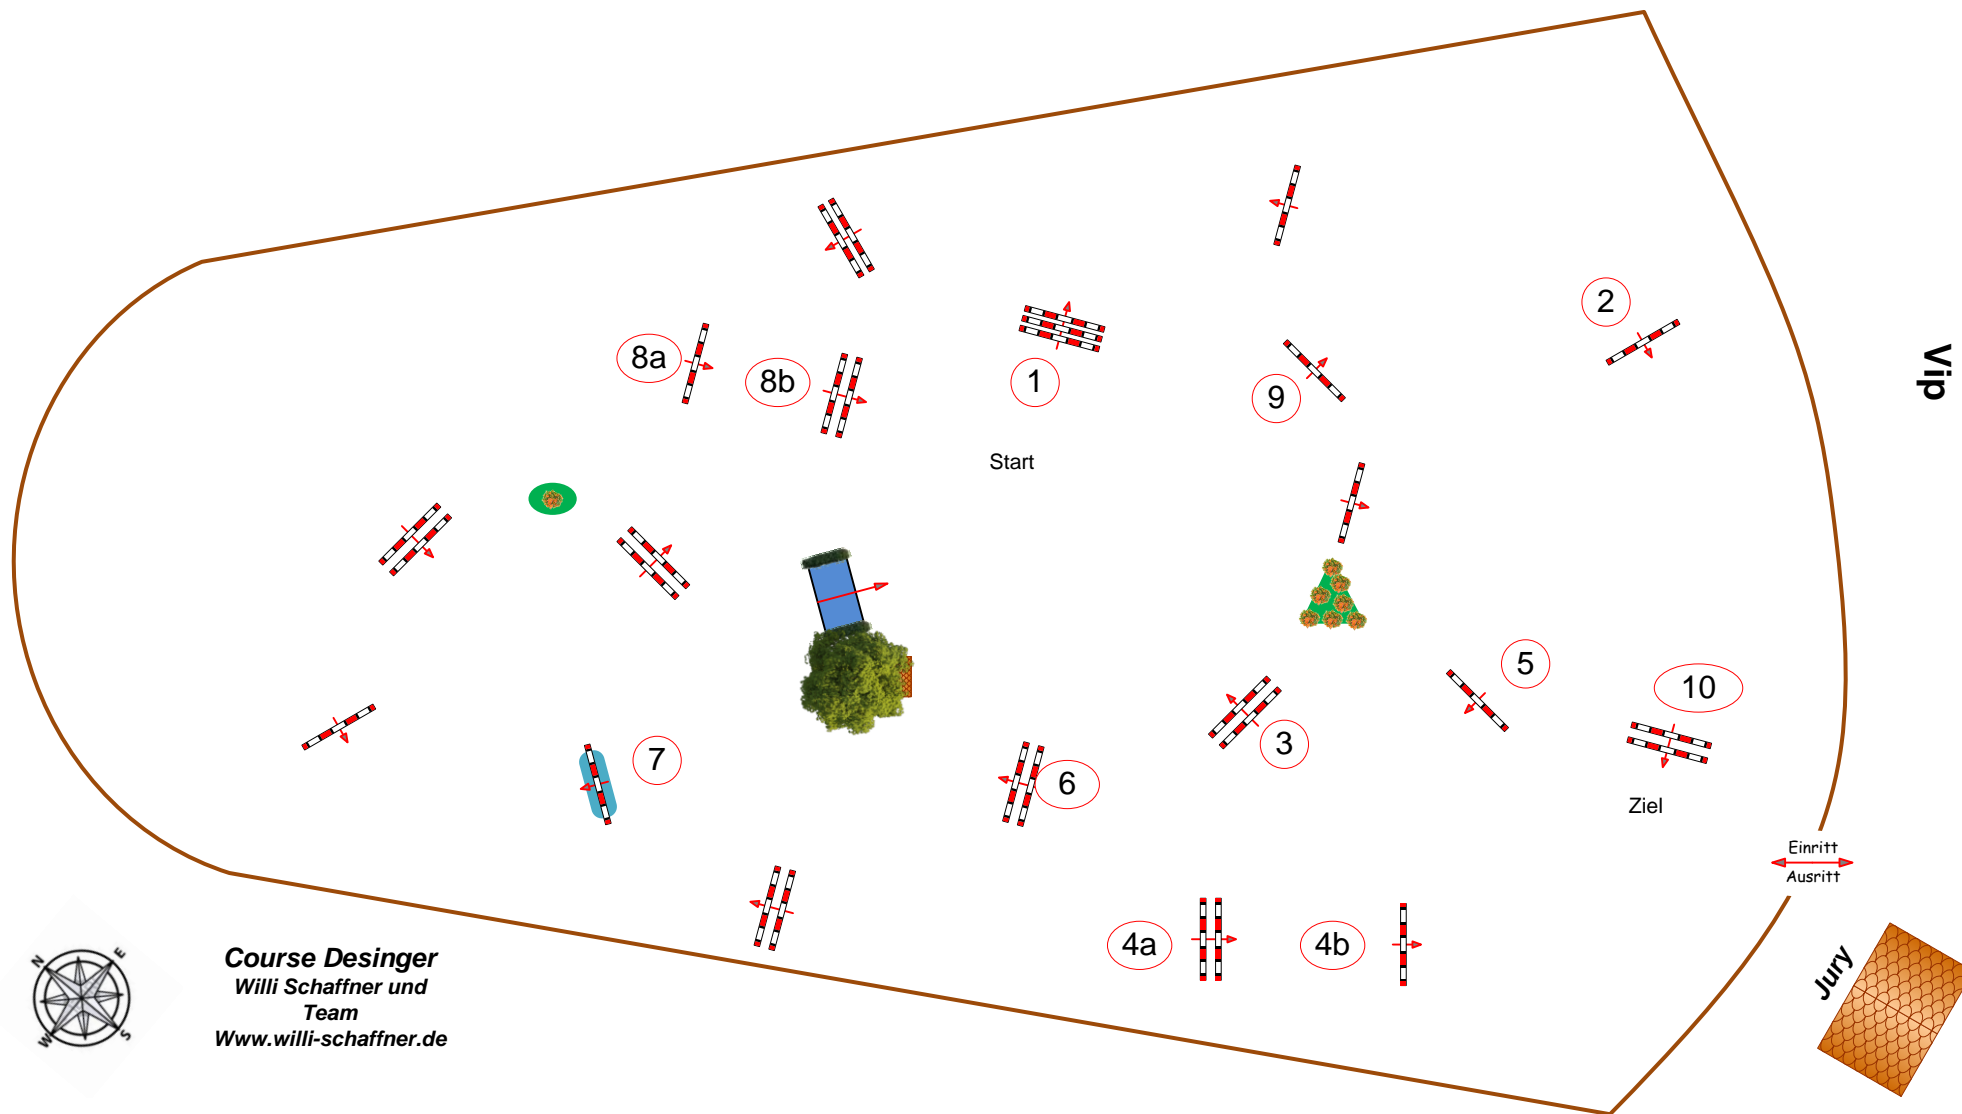 2
8a
8b
1
9
Vip
Start
5
10
3
7
6
Ziel
Einritt
Ausritt
4a
4b
Jury
N
E
W
S
Course Desinger
Willi Schaffner und
Team
Www.willi-schaffner.de